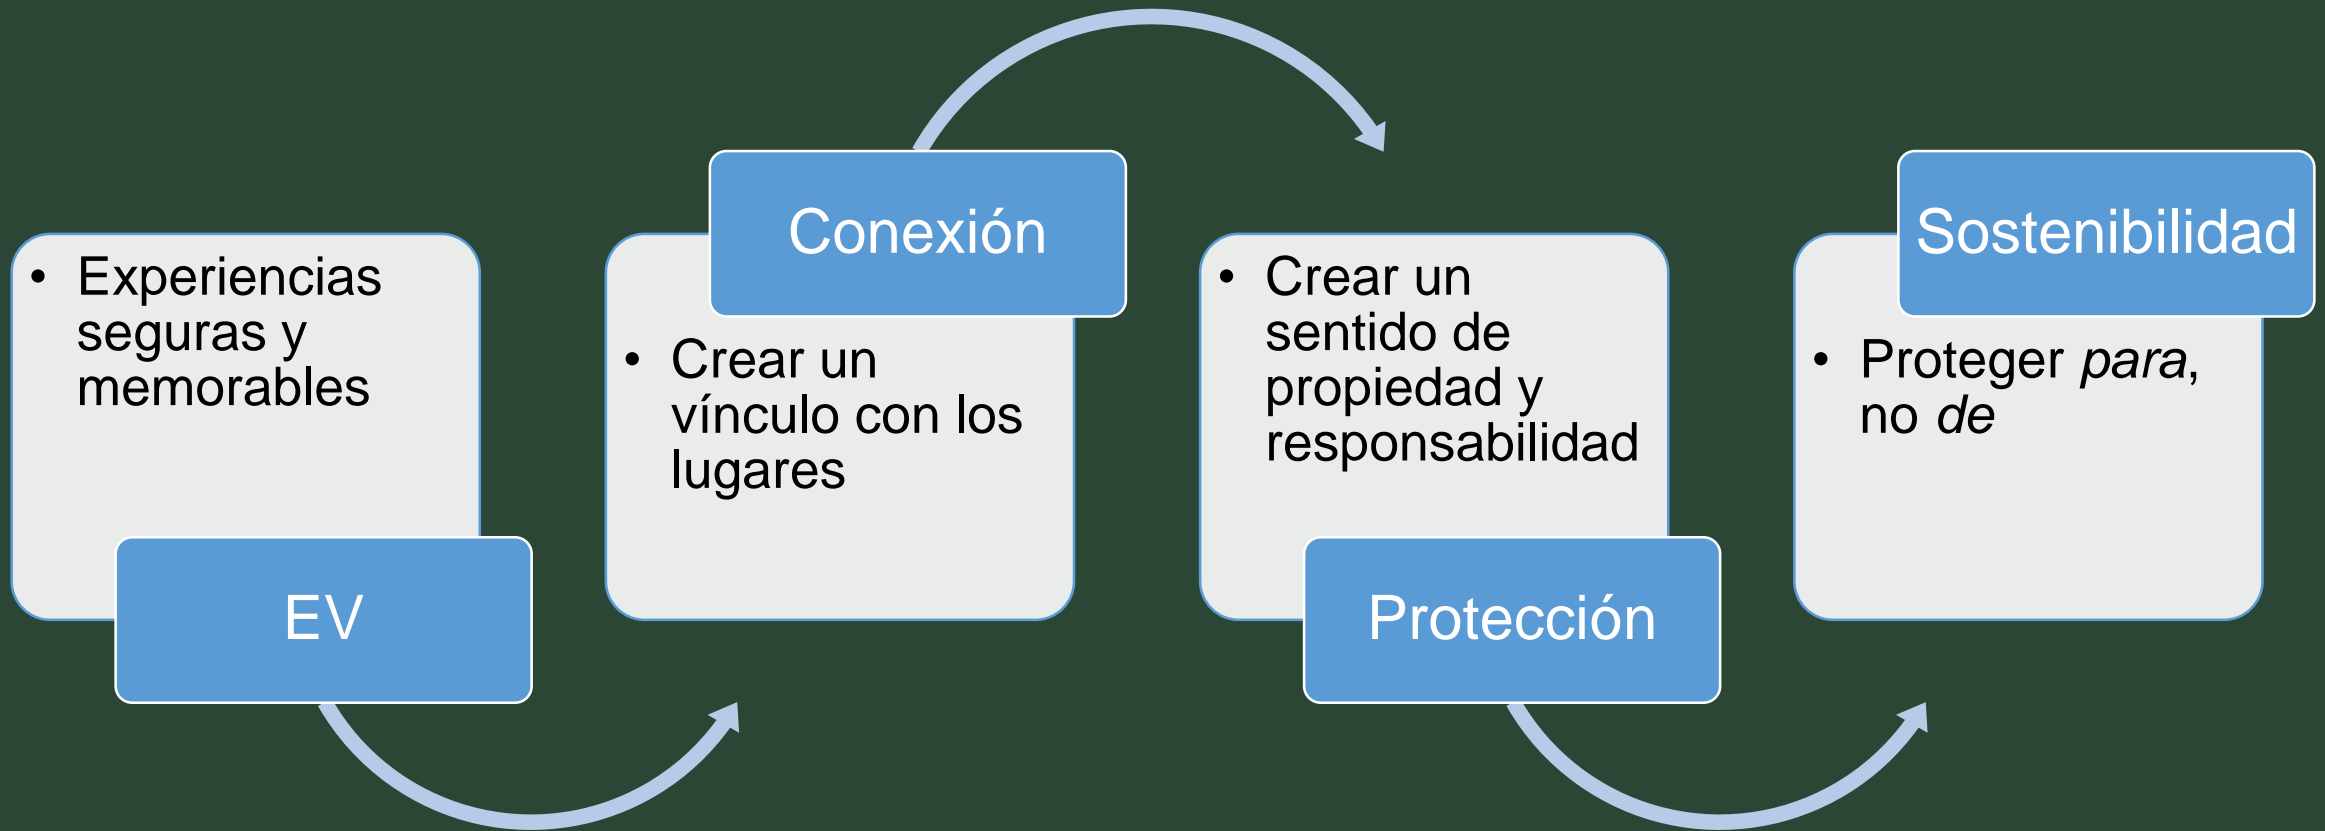 • Experiencias
seguras y
memorables
EV
Conexión
• Crear un
vínculo con los
lugares
• Crear un
sentido de
propiedad y
responsabilidad
Protección
Sostenibilidad
• Proteger para,
no de